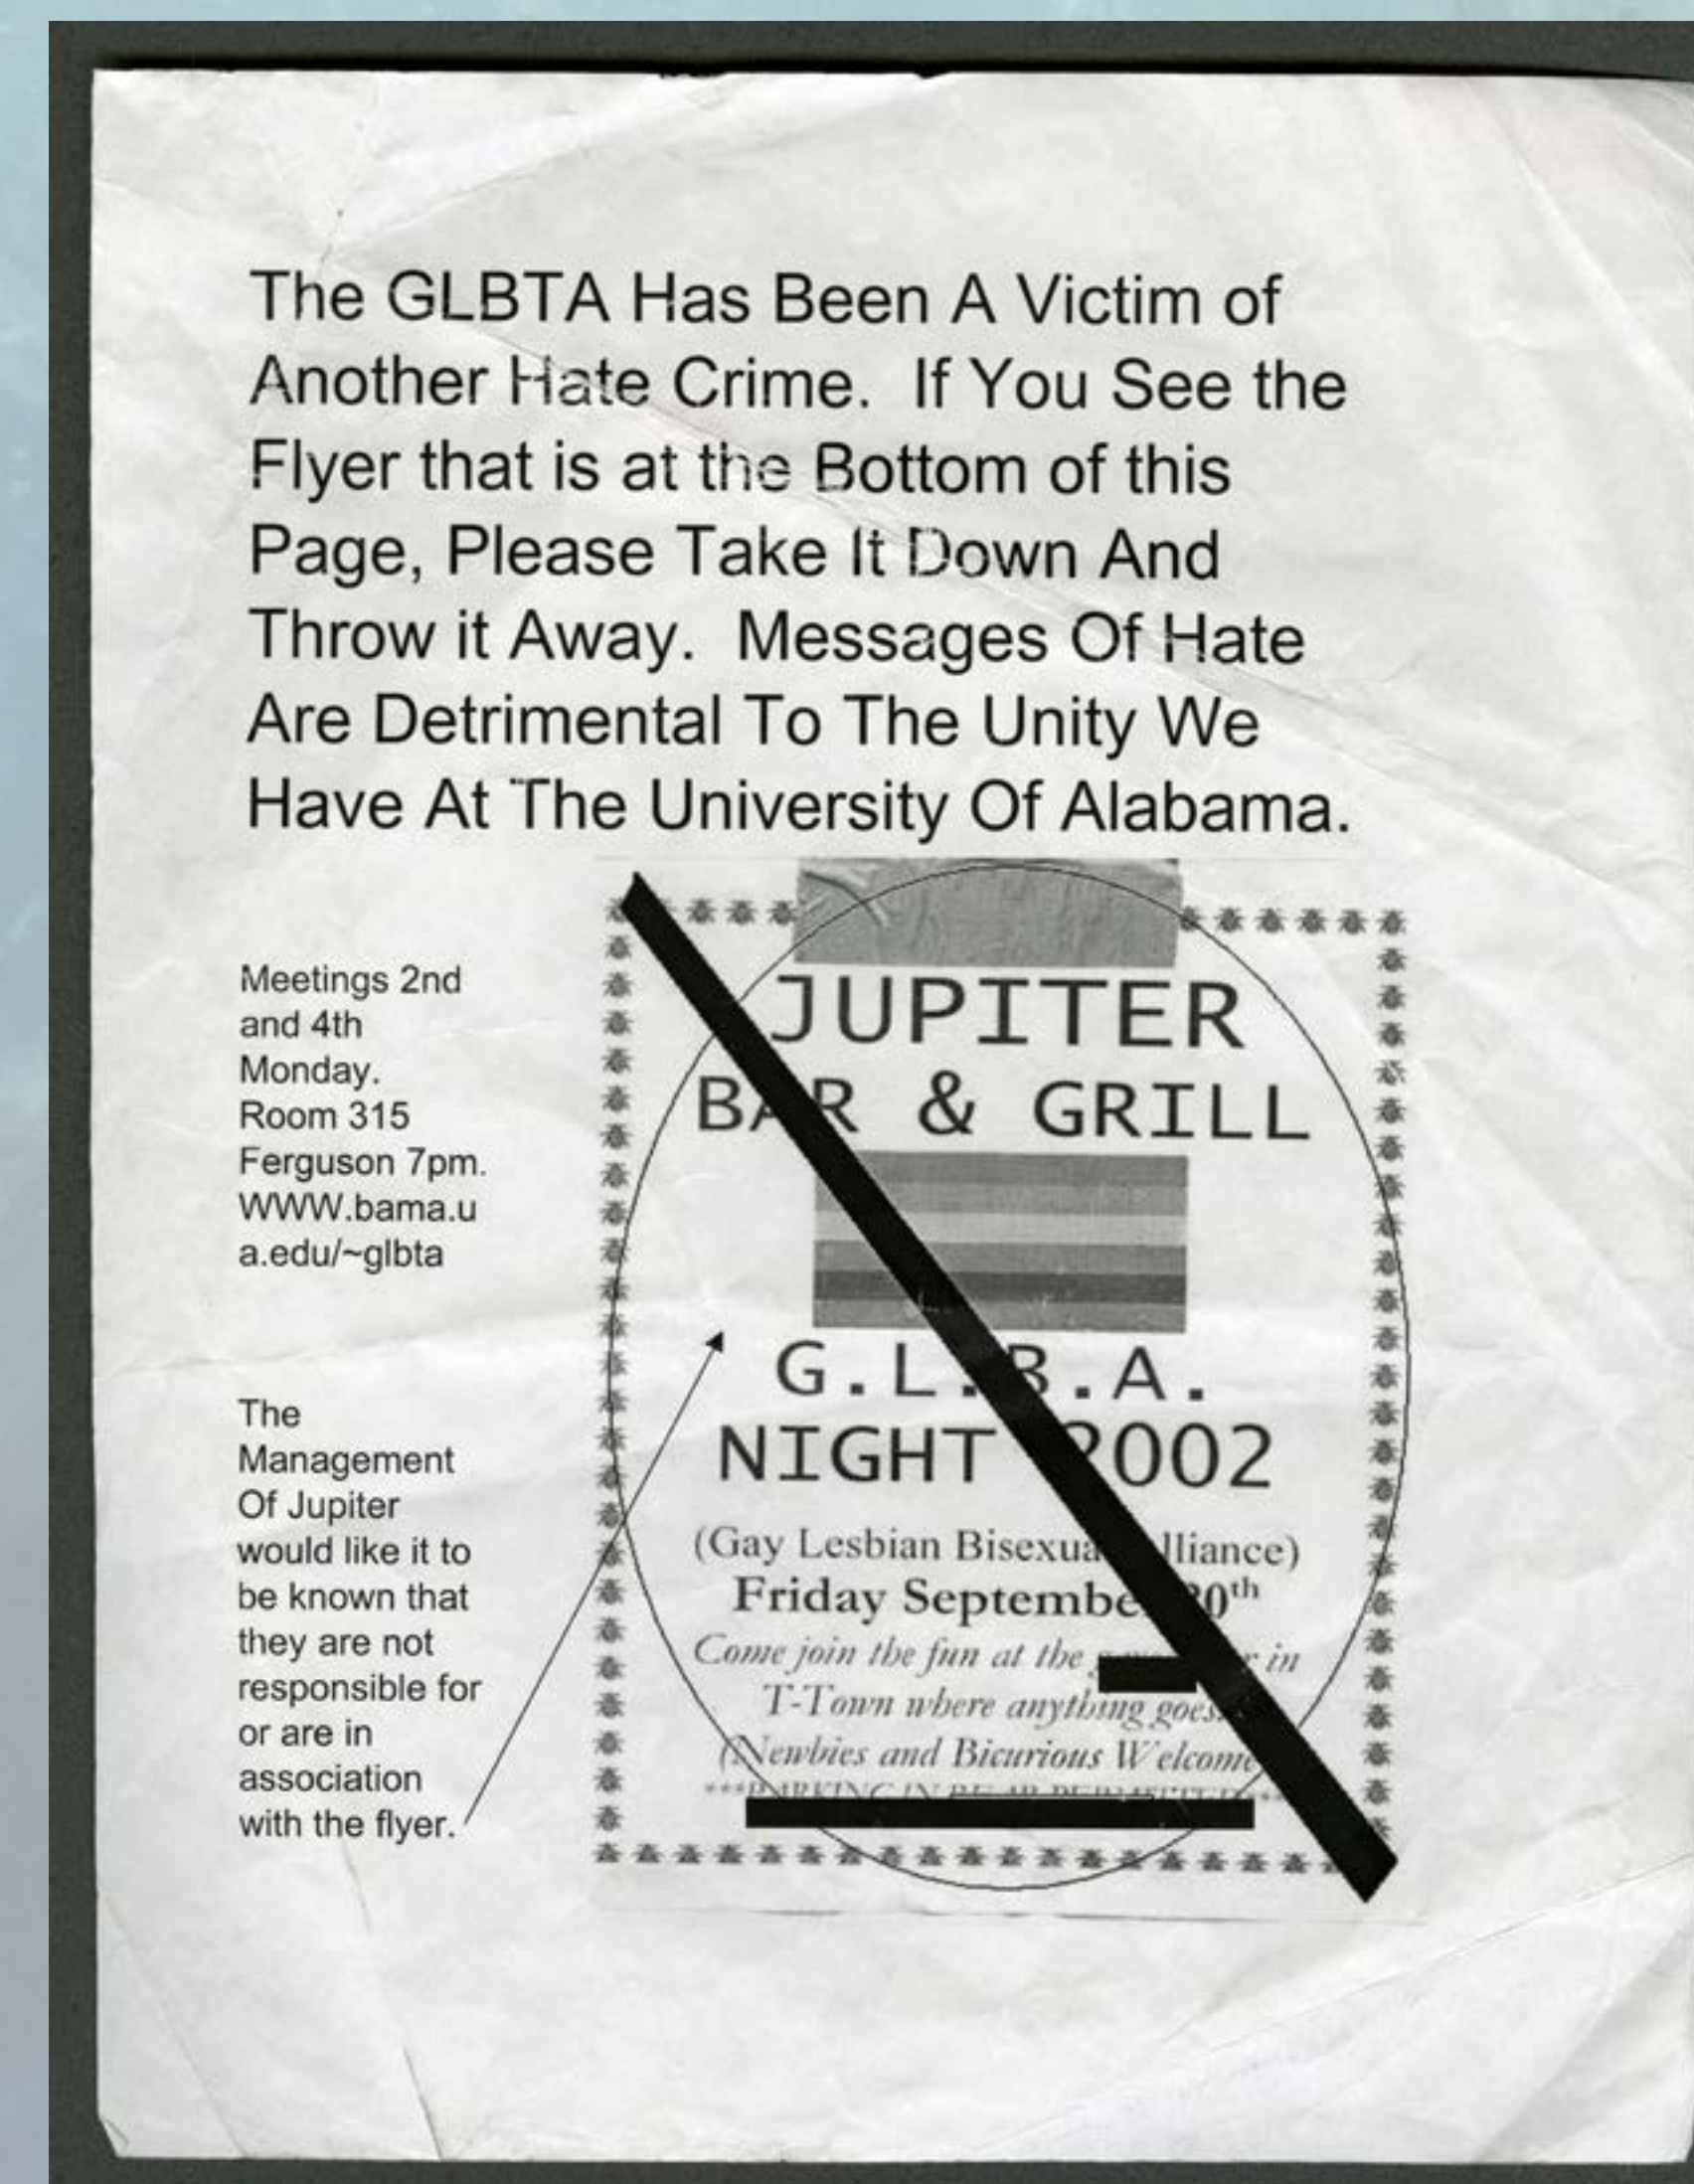 The GLBTA Has Been A Victim of
Another Hate Crime.  If You See the
Flyer that is at the Bottom of this
Page, Please Take It Down And
Throw it Away.  Messages Of Hate
Are Detrimental To The Unity We
Have At The University Of Alabama.
Meetings 2nd
and 4th
Monday.
Room 315
Ferguson 7pm.
WWW.bama.u
a.edu/~glbta
The
Management
Of Jupiter
would like it to
be known that
they are not
responsible for
or are in
association
with the flyer.
JUPITER
BAR & GRILL
G.L.B.A.
NIGHT 2002
(Gay Lesbian Bisexual Alliance)
Friday September
Come join the fun at the in
T-Town where anything goes.
(Newbies and Bicurious Welcome